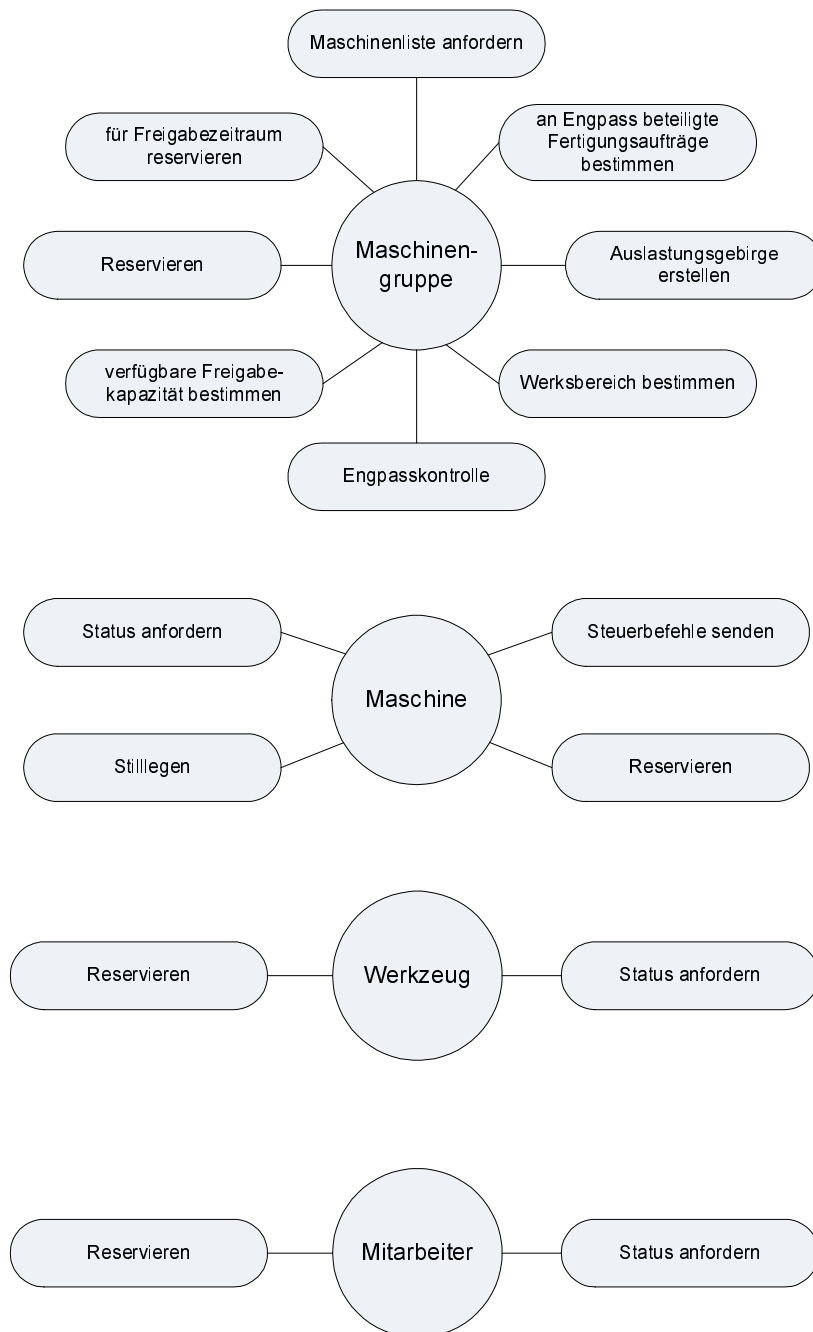 Maschinenliste anfordern
für Freigabezeitraum
reservieren
an Engpass beteiligte
Fertigungsaufträge
bestimmen
Maschinen-
gruppe
Reservieren
Auslastungsgebirge
erstellen
verfügbare Freigabe-
kapazität bestimmen
Werksbereich bestimmen
Engpasskontrolle
Status anfordern
Steuerbefehle senden
Maschine
Stilllegen
Reservieren
Reservieren
Werkzeug
Status anfordern
Reservieren
Mitarbeiter
Status anfordern